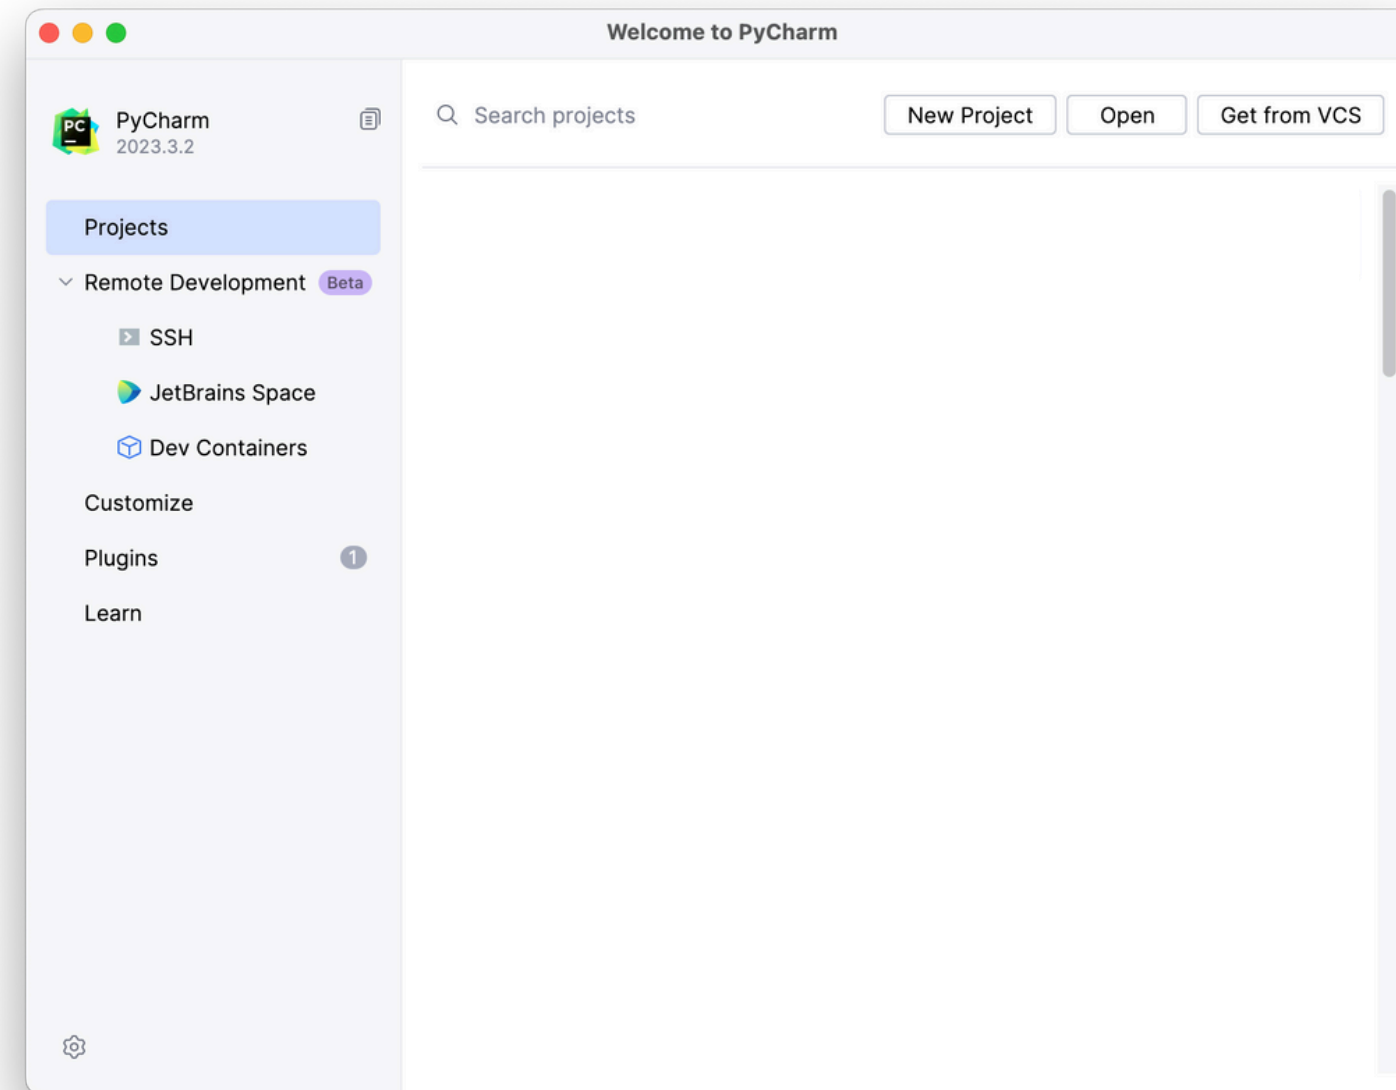 Welcome to PyCharm
PC
PyCharm
2023.3.2
Search projects
New Project
Open
Get from VCS
Projects
Remote Development Beta
SSH
JetBrains Space
Dev Containers
Customize
Plugins 1
Learn